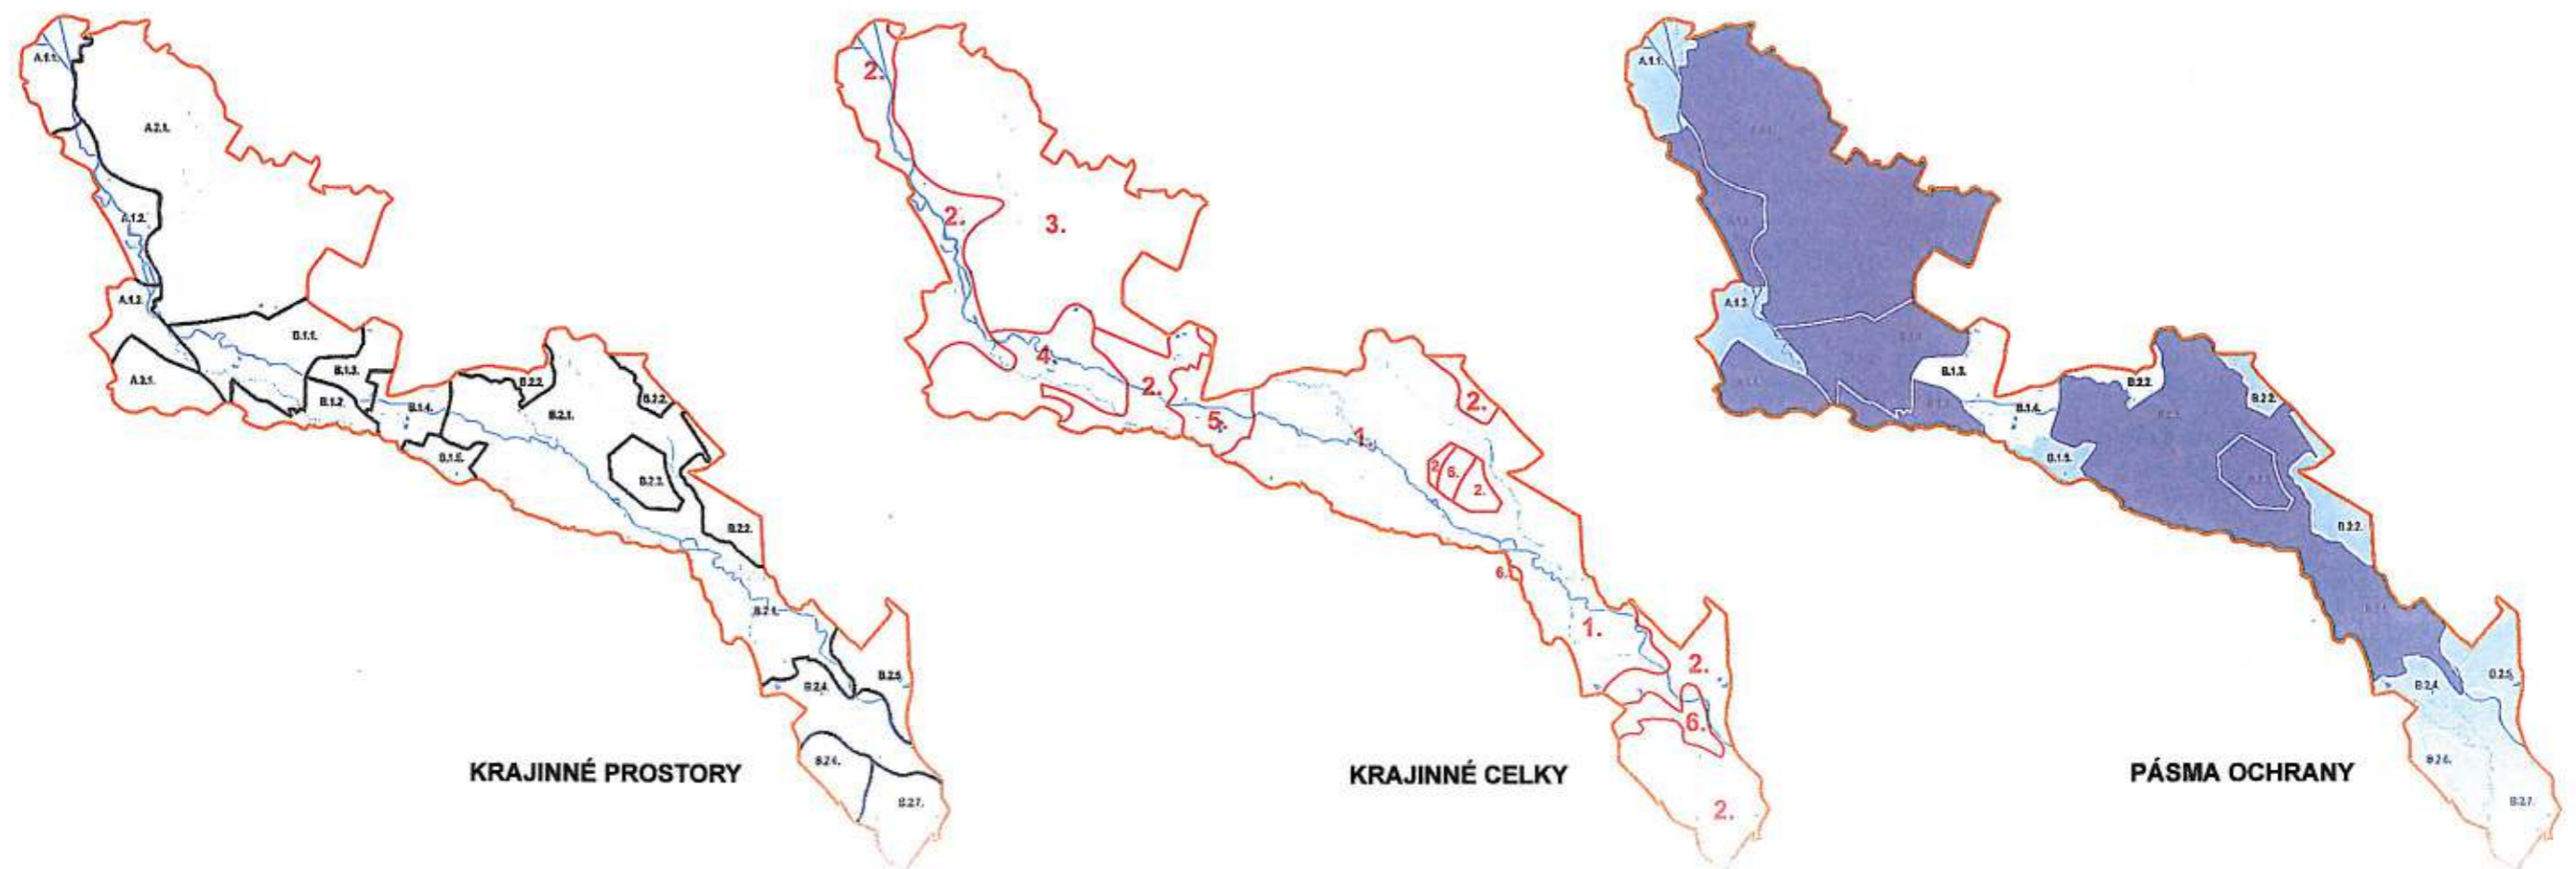 A.1.1.
A.2.1.
A.1.2.
A.1.3.
A.3.1.
B.1.1.
B.1.3.
B.1.2.
B.1.4.
B.1.5.
B.2.2.
B.2.1.
B.2.2.
B.2.3.
B.2.2.
B.2.1.
B.2.4.
B.2.5.
B.2.6.
B.2.7.
KRAJINNÉ PROSTORY
2.
2.
3.
4.
2.
5.
1.
2.
2.
6.
2.
6.
1.
2.
6.
2.
KRAJINNÉ CELKY
A.1.1.
A.1.3.
B.1.3.
B.1.4.
B.1.5.
B.2.2.
B.2.2.
B.2.2.
B.2.4.
B.2.5.
B.2.6.
B.2.7.
PÁSMA OCHRANY